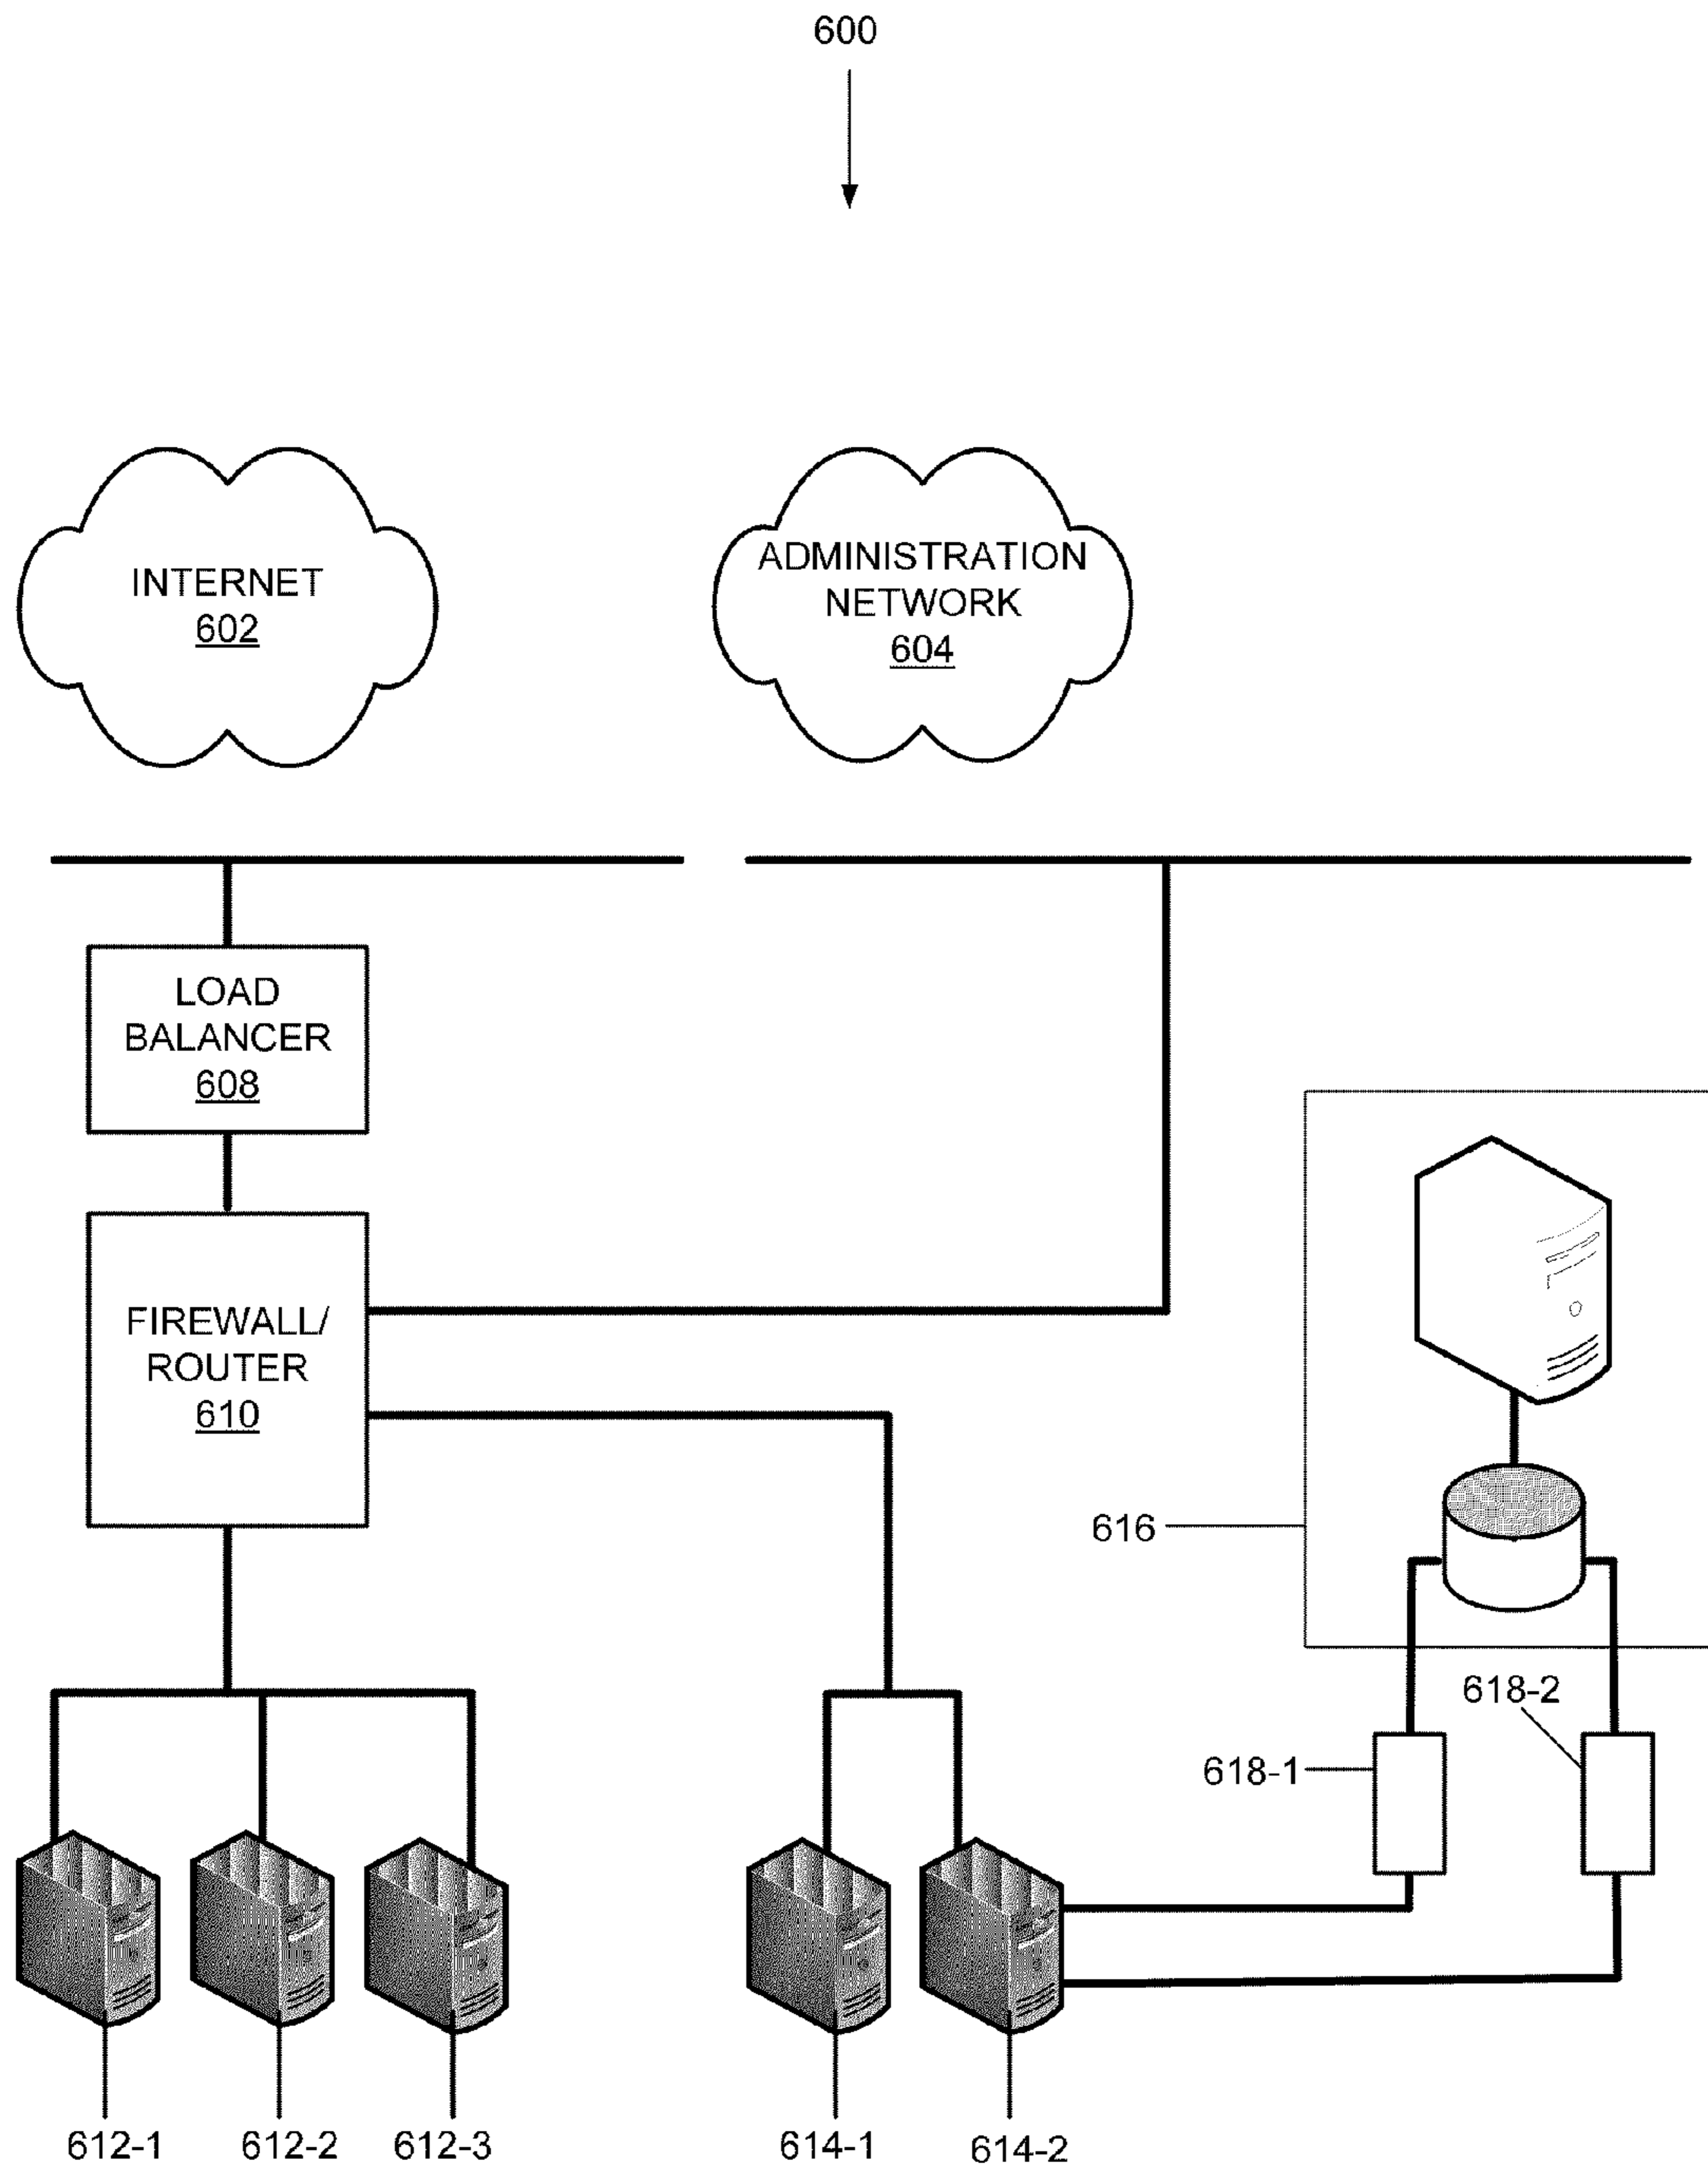 600
INTERNET
602
ADMINISTRATION
NETWORK
604
LOAD
BALANCER
608
FIREWALL/
ROUTER
610
616
618-2
618-1
612-1
612-2
612-3
614-1
614-2